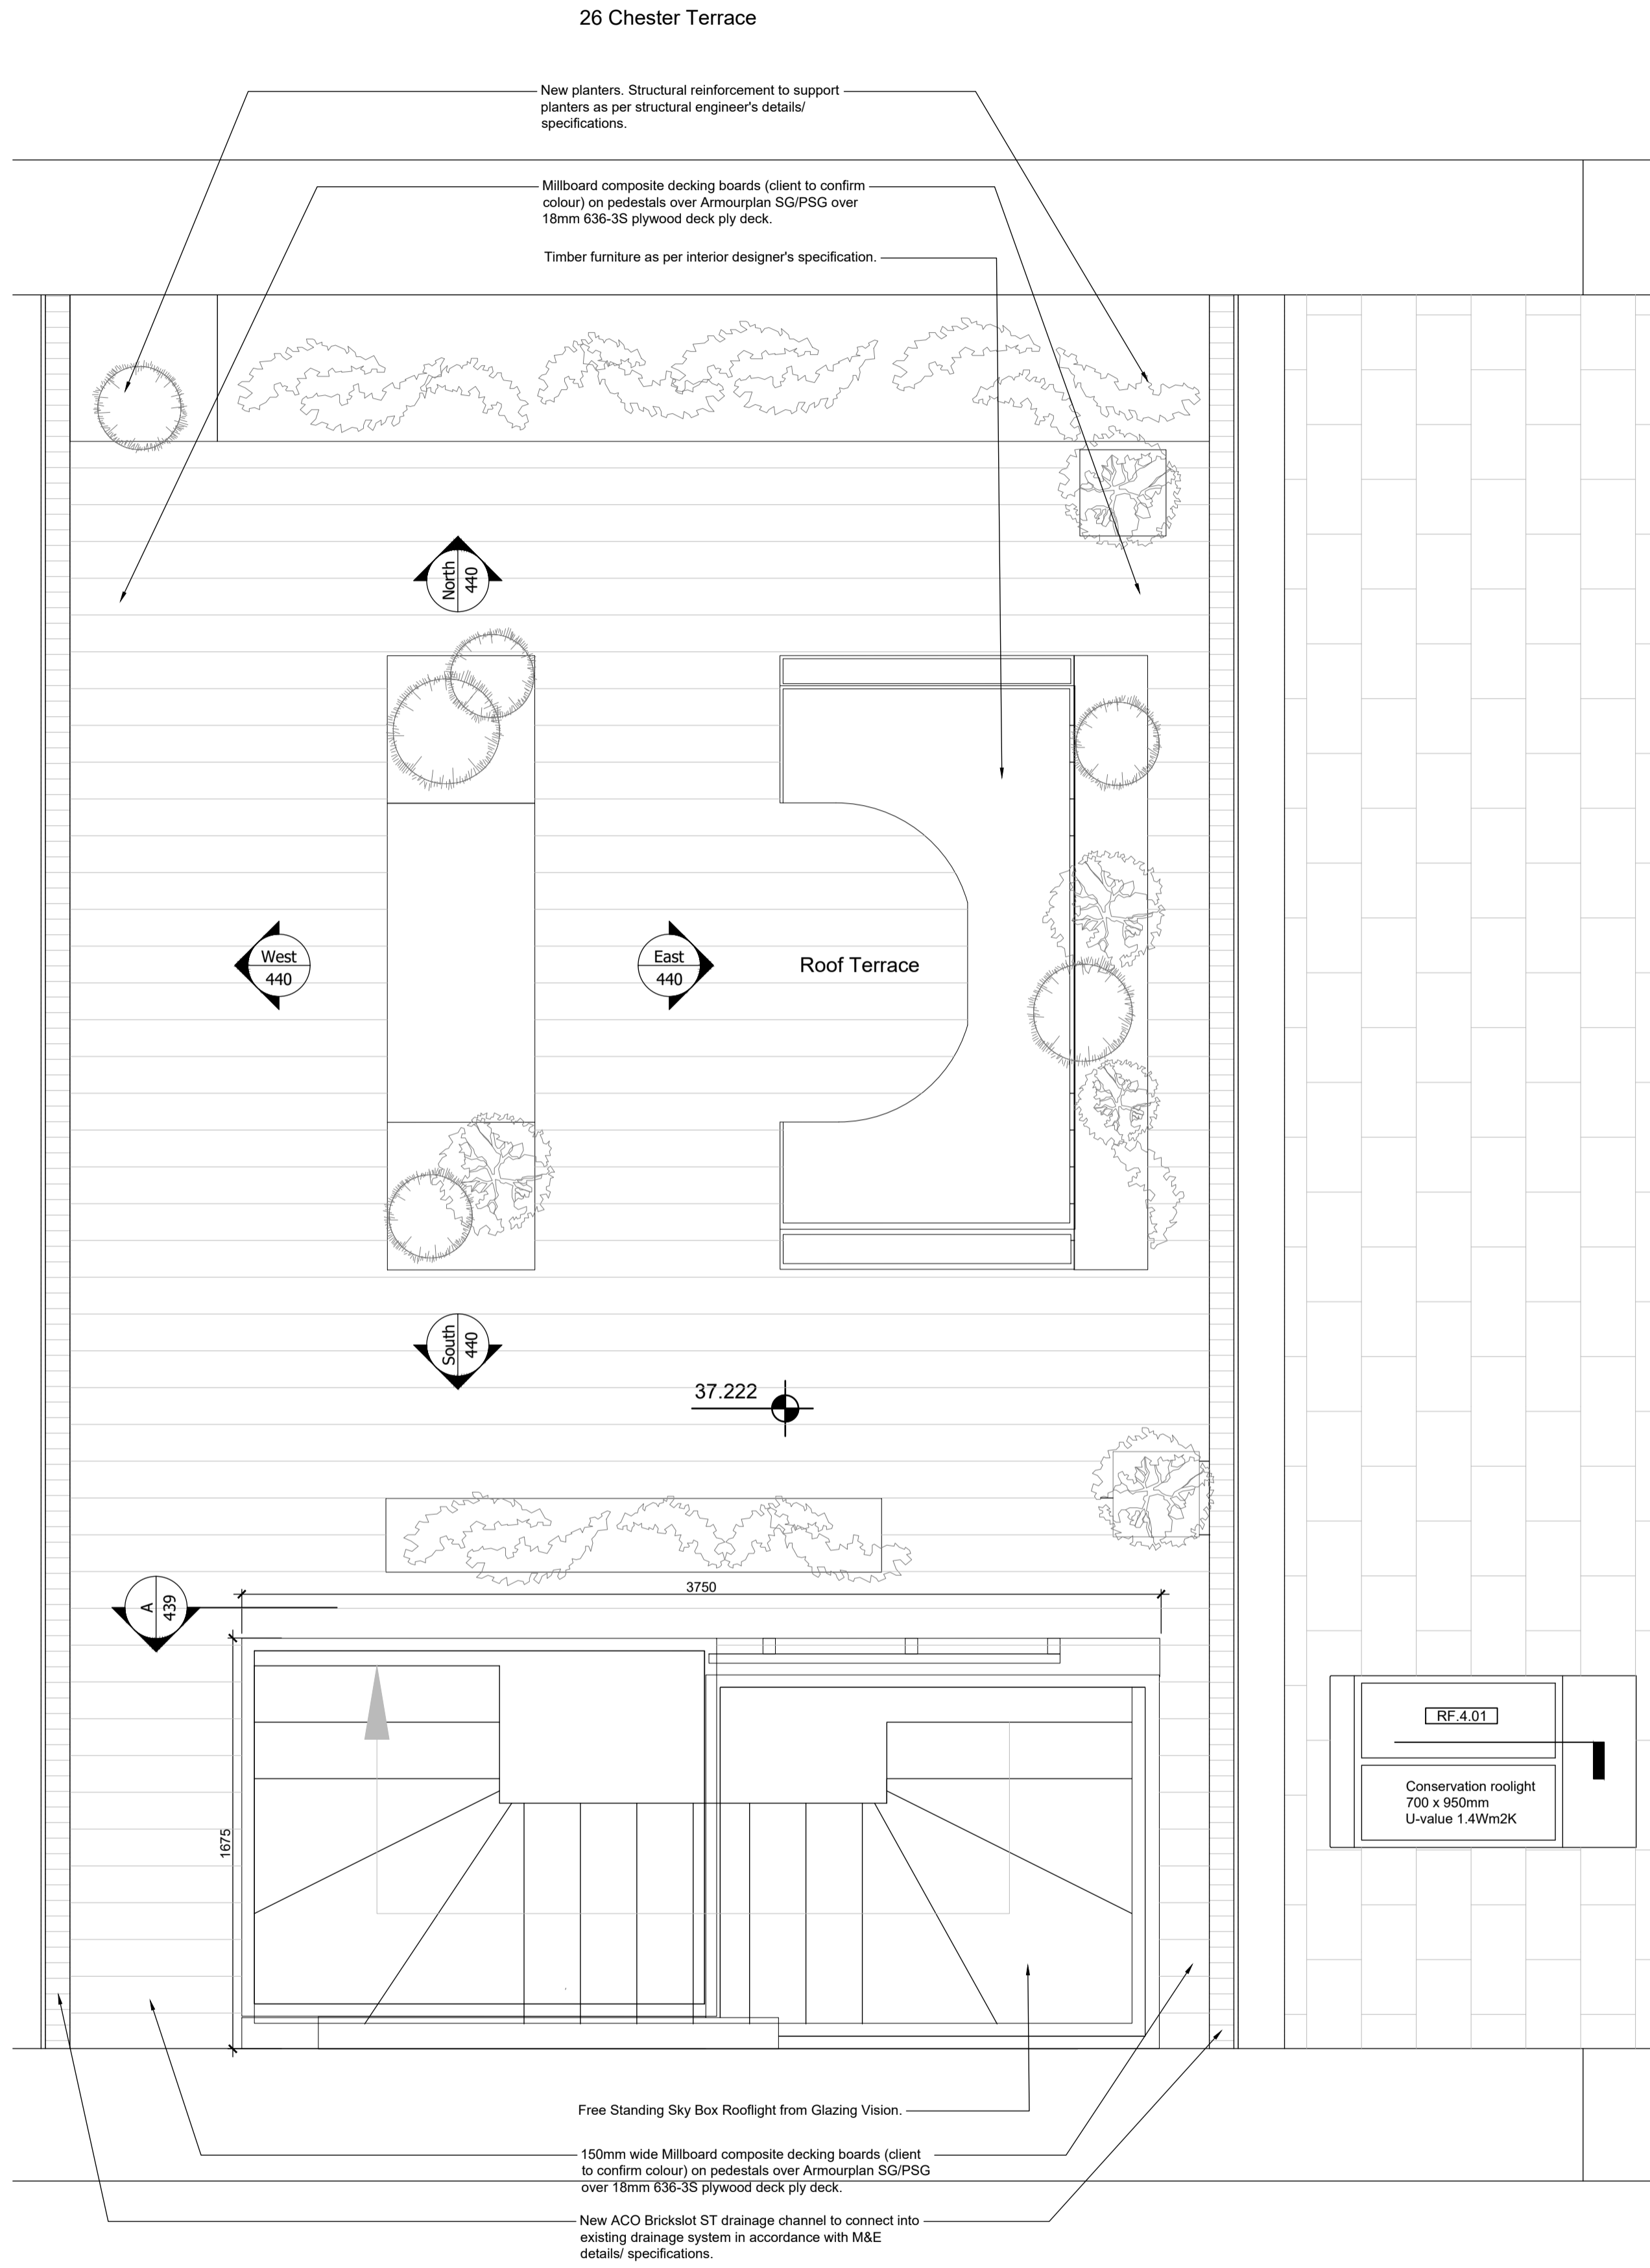 26 Chester Terrace
New planters. Structural reinforcement to support
planters as per structural engineer's details/
specifications.
Millboard composite decking boards (client to confirm
colour) on pedestals over Armourplan SG/PSG over
18mm 636-3S plywood deck ply deck.
Timber furniture as per interior designer's specification.
North
440
West
440
East
440
Roof Terrace
South
440
37.222
A
439
3750
1675
RF.4.01
Conservation roolight
700 x 950mm
U-value 1.4Wm2K
Free Standing Sky Box Rooflight from Glazing Vision.
150mm wide Millboard composite decking boards (client
to confirm colour) on pedestals over Armourplan SG/PSG
over 18mm 636-3S plywood deck ply deck.
New ACO Brickslot ST drainage channel to connect into
existing drainage system in accordance with M&E
details/ specifications.